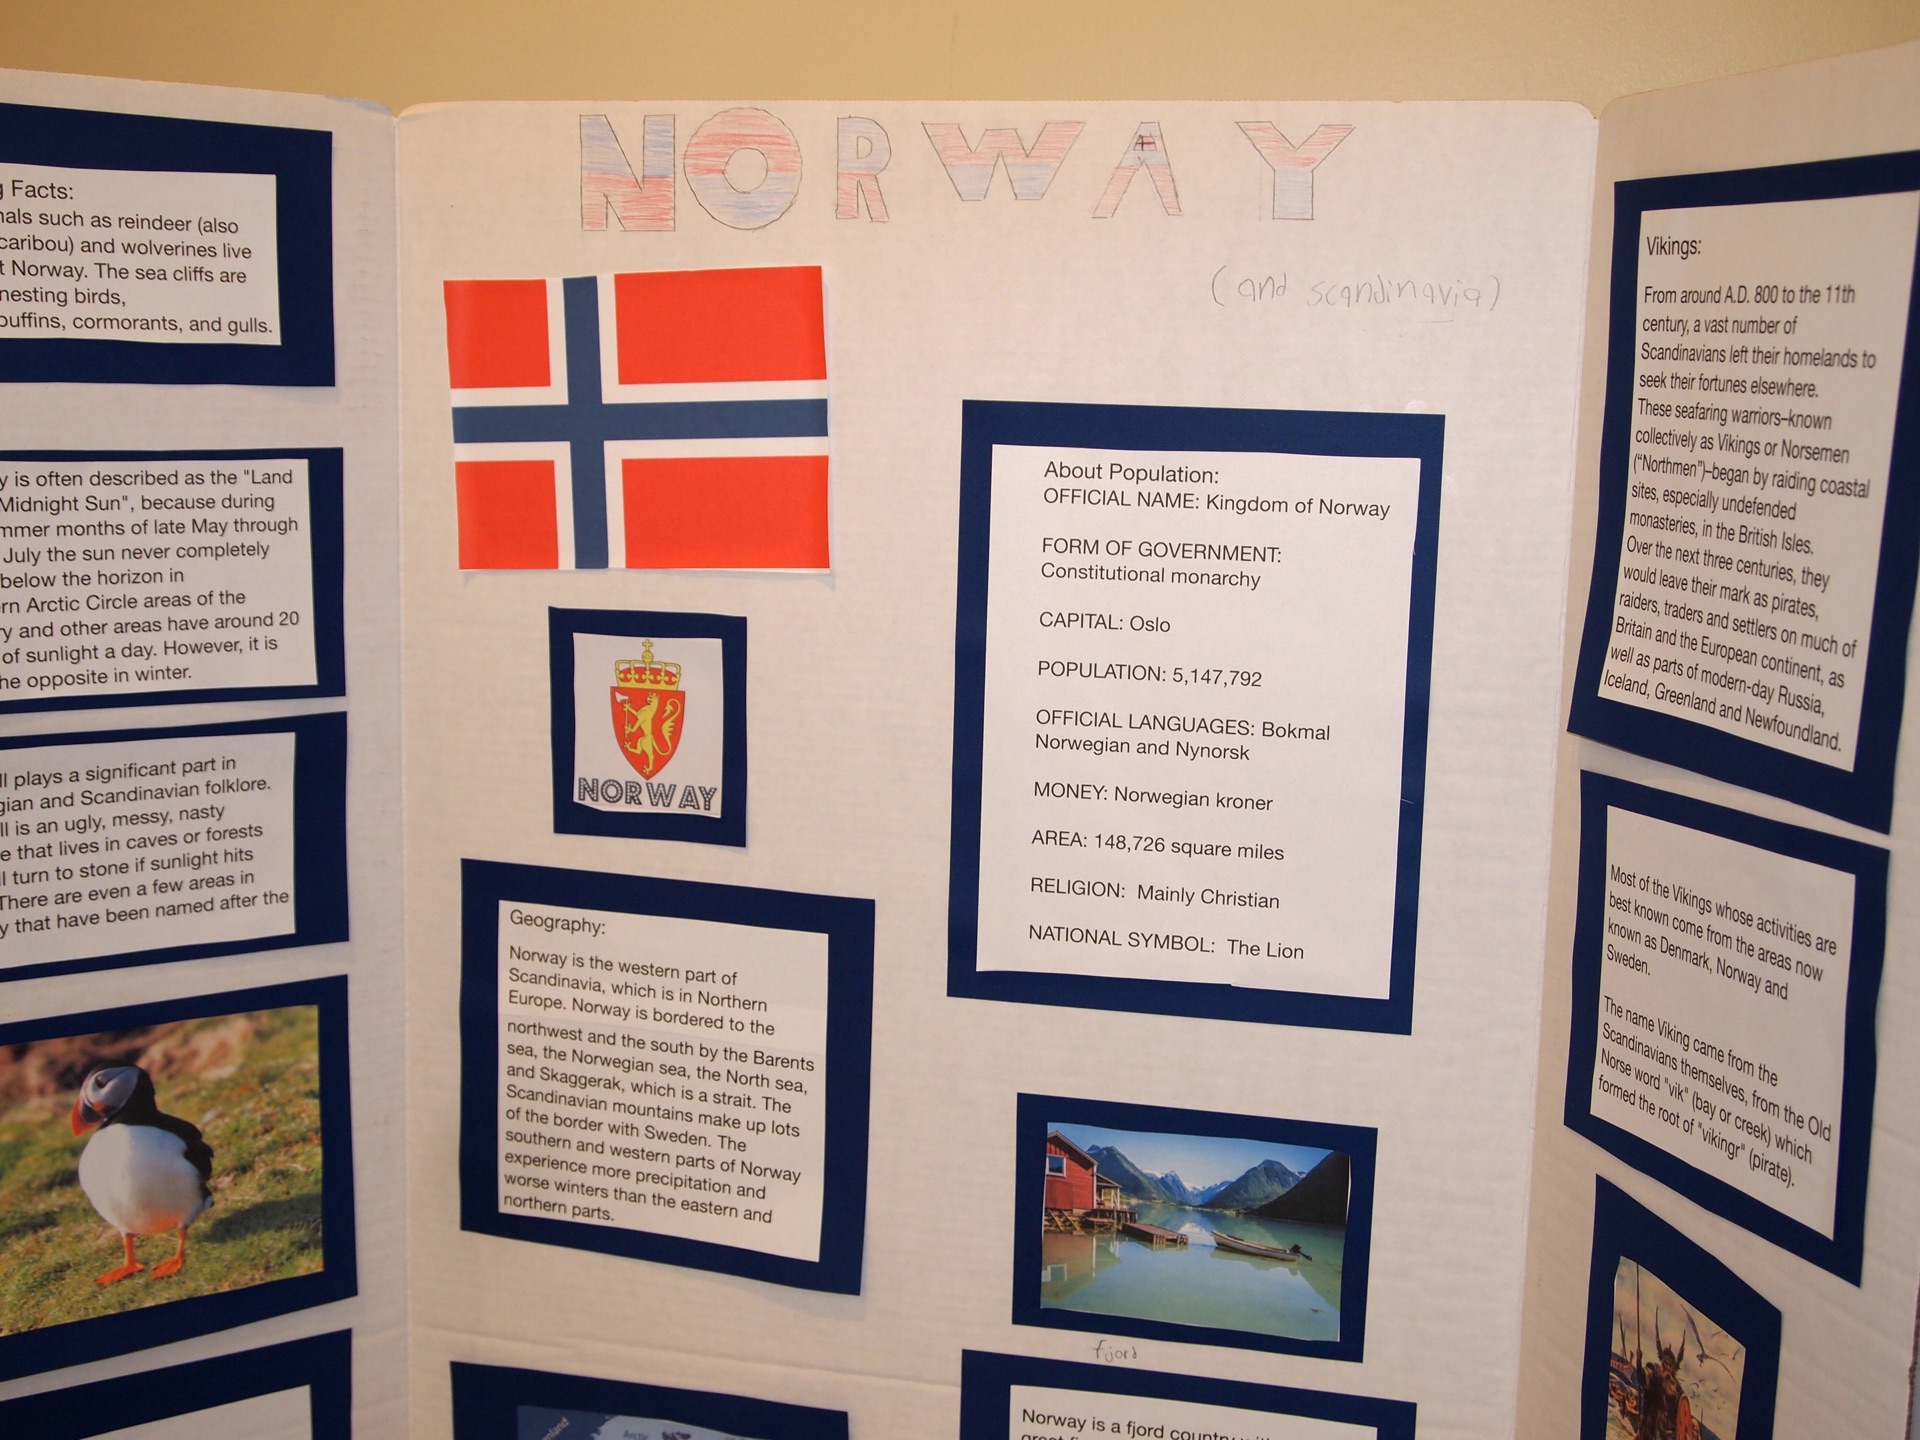 NORWAY
(and scandinavia)
Facts:
such as reindeer (also
caribou) and wolverines live
Norway. The sea cliffs are
nesting birds,
puffins, cormorants, and gulls.
is often described as the "Land
Midnight Sun", because during
months of late May through
July the sun never completely
below the horizon in
Arctic Circle areas of the
and other areas have around 20
of sunlight a day. However, it is
opposite in winter.
plays a significant part in
and Scandinavian folklore.
is an ugly, messy, nasty
that lives in caves or forests
turn to stone if sunlight hits
There are even a few areas in
that have been named after the
NORWAY
Geography:
Norway is the western part of
Scandinavia, which is in Northern
Europe. Norway is bordered to the
northwest and the south by the Barents
sea, the Norwegian sea, the North sea,
and Skaggerak, which is a strait. The
Scandinavian mountains make up lots
of the border with Sweden. The
southern and western parts of Norway
experience more precipitation and
worse winters than the eastern and
northern parts.
About Population:
OFFICIAL NAME: Kingdom of Norway
FORM OF GOVERNMENT:
Constitutional monarchy
CAPITAL: Oslo
POPULATION: 5,147,792
OFFICIAL LANGUAGES: Bokmal
Norwegian and Nynorsk
MONEY: Norwegian kroner
AREA: 148,726 square miles
RELIGION: Mainly Christian
NATIONAL SYMBOL: The Lion
fjord
Norway is a fjord country
Vikings:
From around A.D. 800 to the 11th
century, a vast number of
Scandinavians left their homelands to
seek their fortunes elsewhere.
These seafaring warriors–known
collectively as Vikings or Norsemen
("Northmen")–began by raiding coastal
sites, especially undefended
monasteries, in the British Isles.
Over the next three centuries, they
would leave their mark as pirates,
raiders, traders and settlers on much of
Britain and the European continent, as
well as parts of modern-day Russia,
Iceland, Greenland and Newfoundland.
Most of the Vikings whose activities are
best known come from the areas now
known as Denmark, Norway and
Sweden.
The name Viking came from the
Scandinavians themselves, from the Old
Norse word "vik" (bay or creek) which
formed the root of "vikingr" (pirate).